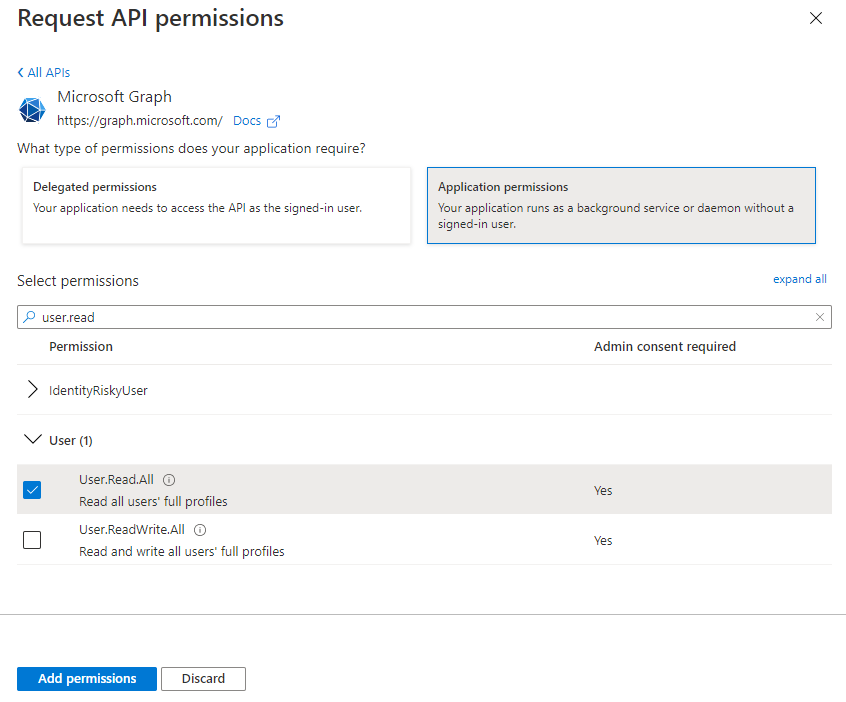 Request API permissions
All APIs
Microsoft Graph
https://graph.microsoft.com/ Docs
What type of permissions does your application require?
Delegated permissions
Your application needs to access the API as the signed-in user.
Application permissions
Your application runs as a background service or daemon without a
signed-in user.
Select permissions
expand all
user.read
Permission
Admin consent required
IdentityRiskyUser
User (1)
User.Read.All
Read all users' full profiles
Yes
User.ReadWrite.All
Read and write all users' full profiles
Yes
Add permissions
Discard